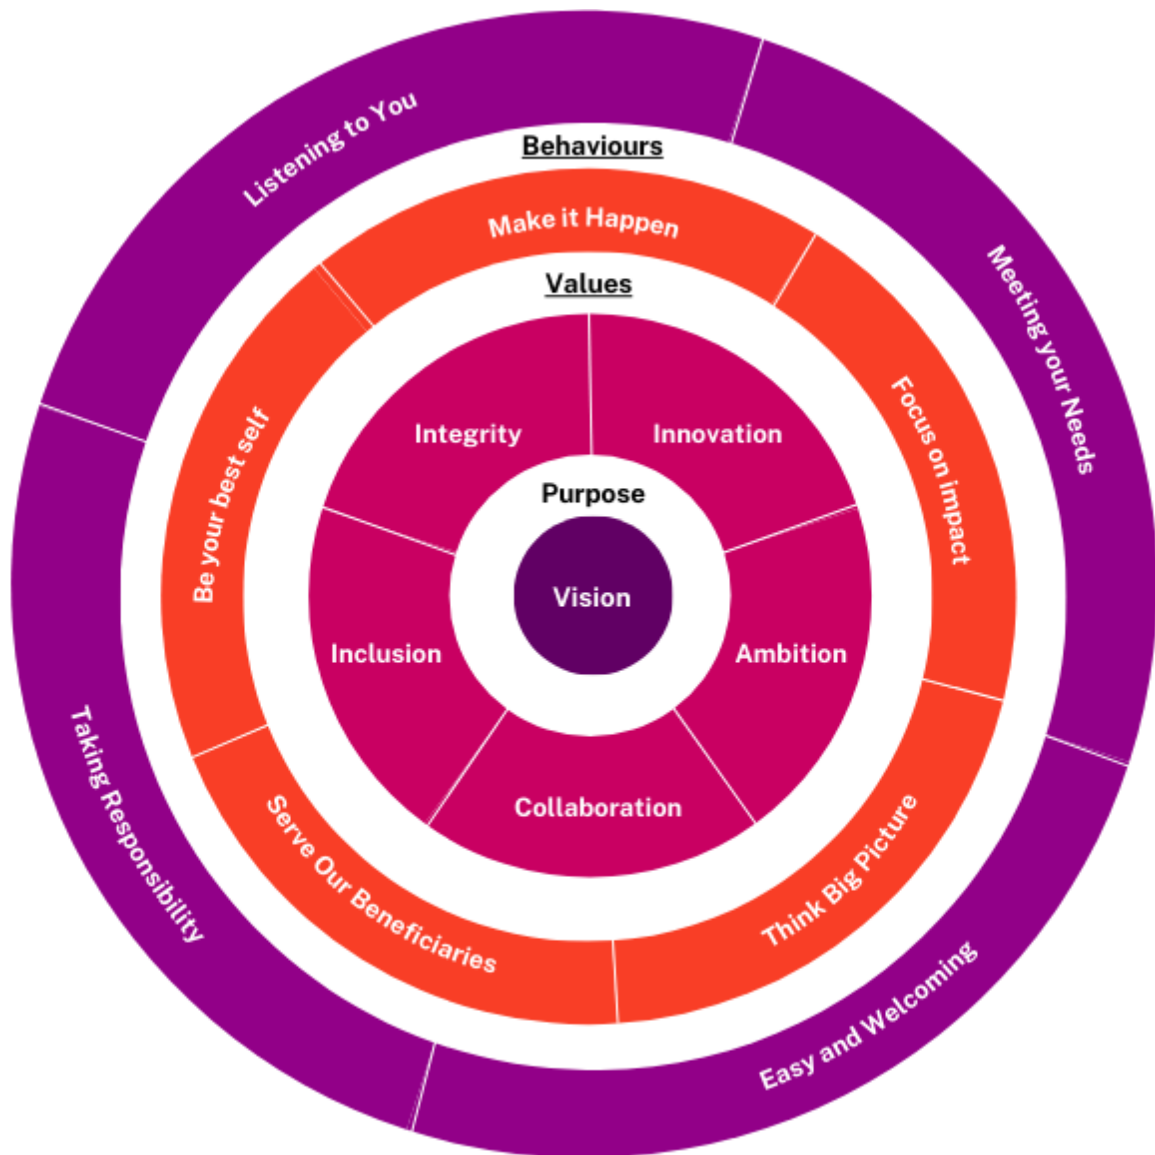 Listening to You
Meeting your Needs
Easy and Welcoming
Taking Responsibility
Behaviours
Make it Happen
Focus on impact
Think Big Picture
Serve Our Beneficiaries
Be your best self
Values
Integrity
Innovation
Ambition
Collaboration
Inclusion
Purpose
Vision